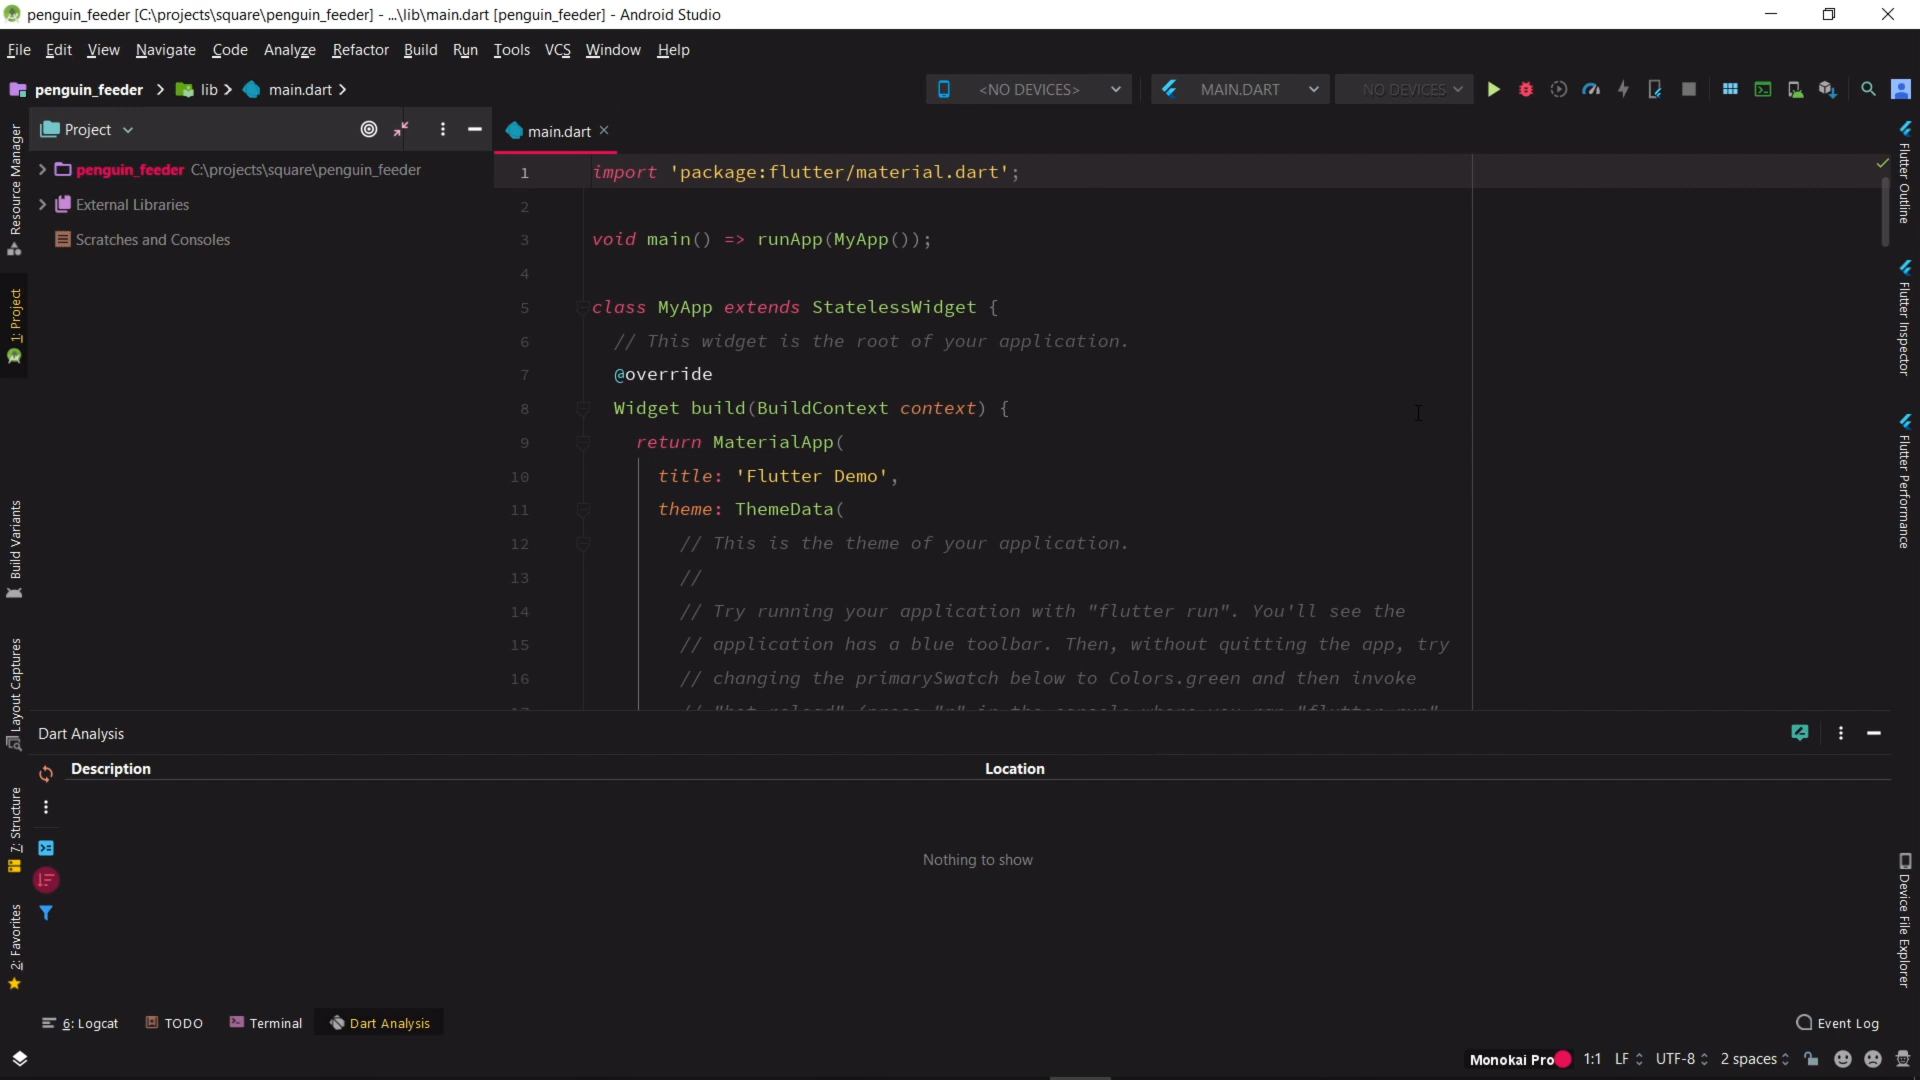 penguin_feeder [C:\projects\square\penguin_feeder] - ...\lib\main.dart [penguin_feeder] - Android Studio
File Edit View Navigate Code Analyze Refactor Build Run Tools VCS Window Help
penguin_feeder lib main.dart <NO DEVICES> MAIN.DART NO DEVICES
Project
main.dart
penguin_feeder C:\projects\square\penguin_feeder
External Libraries
Scratches and Consoles
Resource Manager
1: Project
Build Variants
Layout Captures
7: Structure
2: Favorites
1 import 'package:flutter/material.dart';
2
3 void main() => runApp(MyApp());
4
5 class MyApp extends StatelessWidget {
6 // This widget is the root of your application.
7 @override
8 Widget build(BuildContext context) {
9 return MaterialApp(
10 title: 'Flutter Demo',
11 theme: ThemeData(
12 // This is the theme of your application.
13 //
14 // Try running your application with "flutter run". You'll see the
15 // application has a blue toolbar. Then, without quitting the app, try
16 // changing the primarySwatch below to Colors.green and then invoke
Flutter Outline
Flutter Inspector
Flutter Performance
Device File Explorer
Dart Analysis
Description Location
Nothing to show
6: Logcat TODO Terminal Dart Analysis Event Log
Monokai Pro 1:1 LF UTF-8 2 spaces